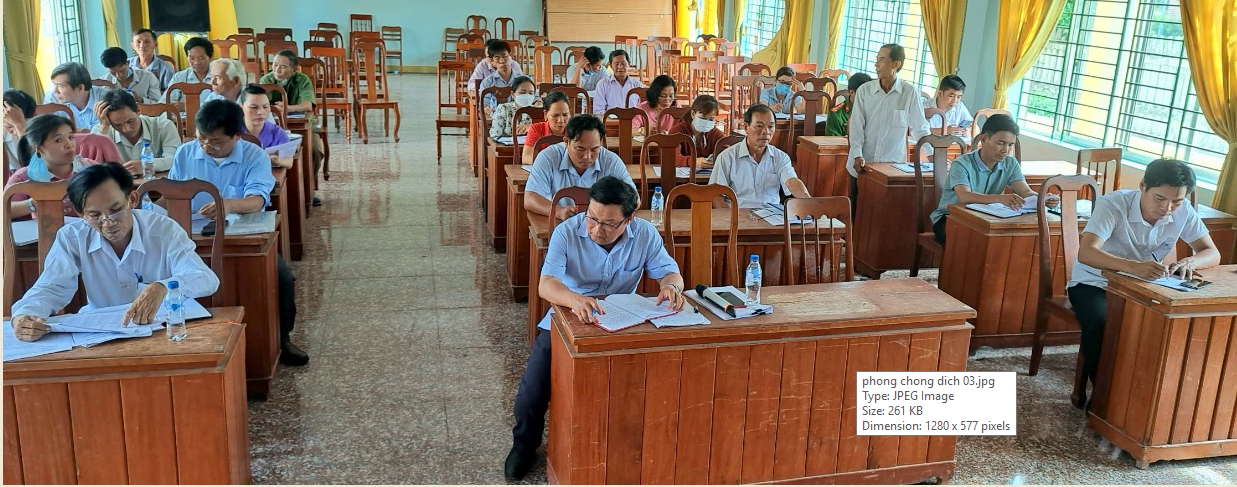 phong chong dich 03.jpg
Type: JPEG Image
Size: 261 KB
Dimension: 1280 x 577 pixels